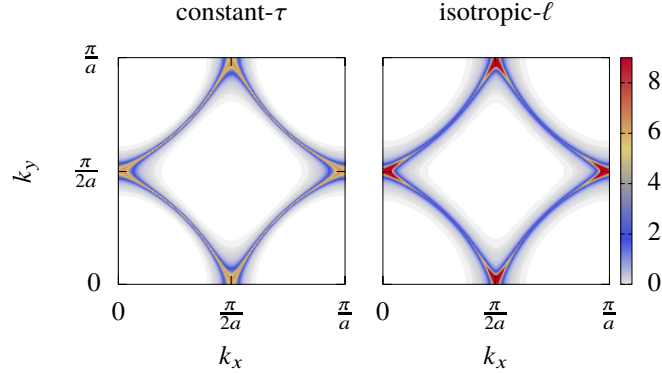 constant-τ isotropic-ℓ
π/a 8
6
k_y π/2a 4
2
0 0
0 π/2a π/a 0 π/2a π/a
k_x k_x